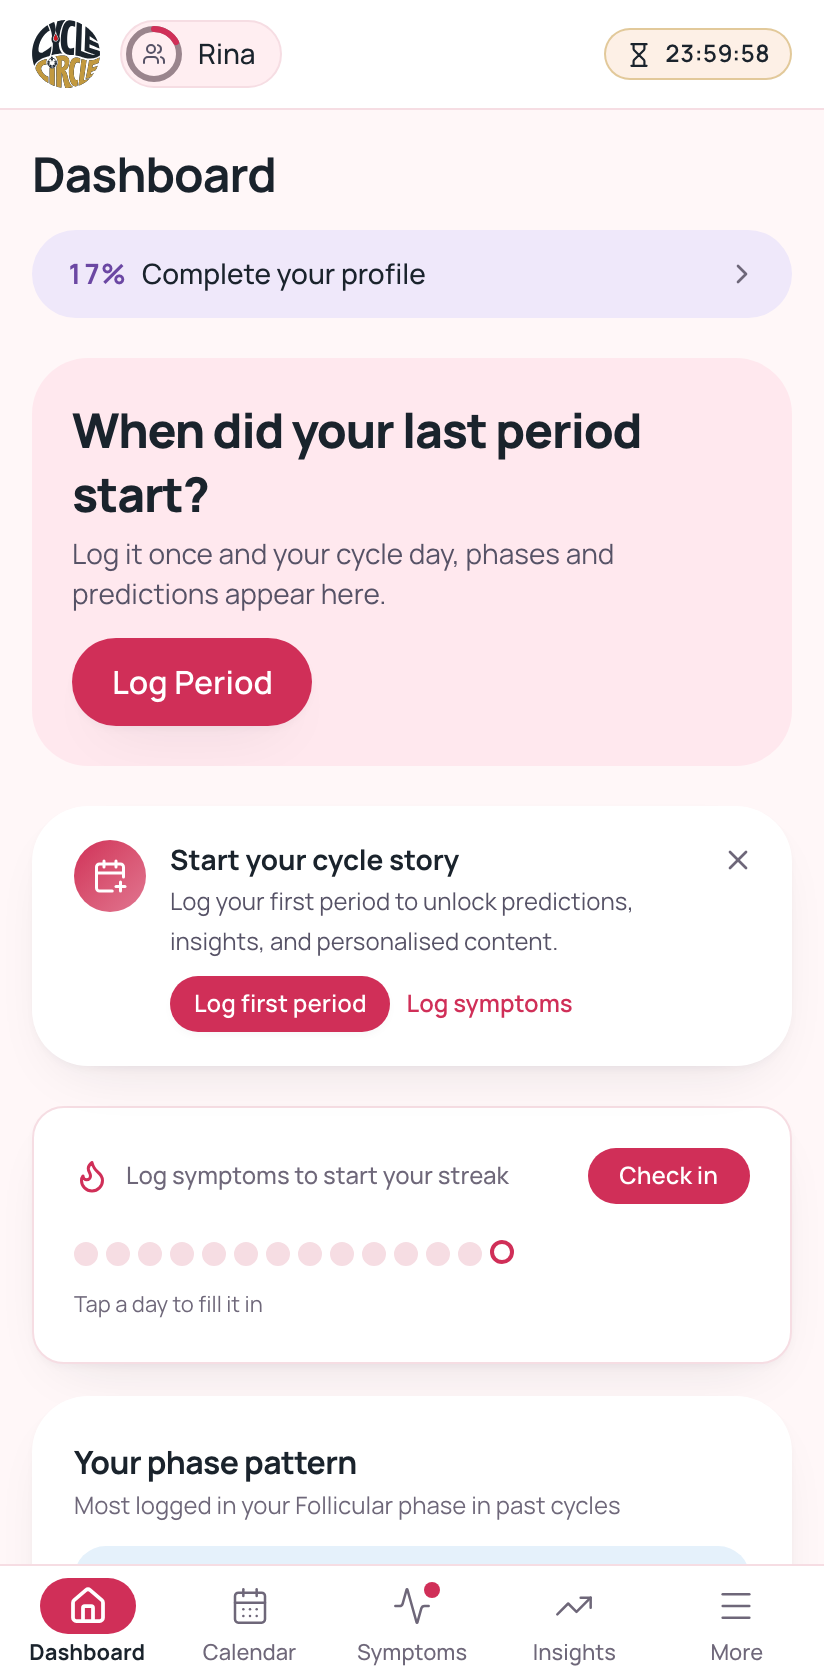 CYCLE
CIRCLE
Rina
23:59:58
Dashboard
17% Complete your profile
When did your last period
start?
Log it once and your cycle day, phases and
predictions appear here.
Log Period
Start your cycle story
Log your first period to unlock predictions,
insights, and personalised content.
Log first period Log symptoms
Log symptoms to start your streak Check in
Tap a day to fill it in
Your phase pattern
Most logged in your Follicular phase in past cycles
Dashboard Calendar Symptoms Insights More